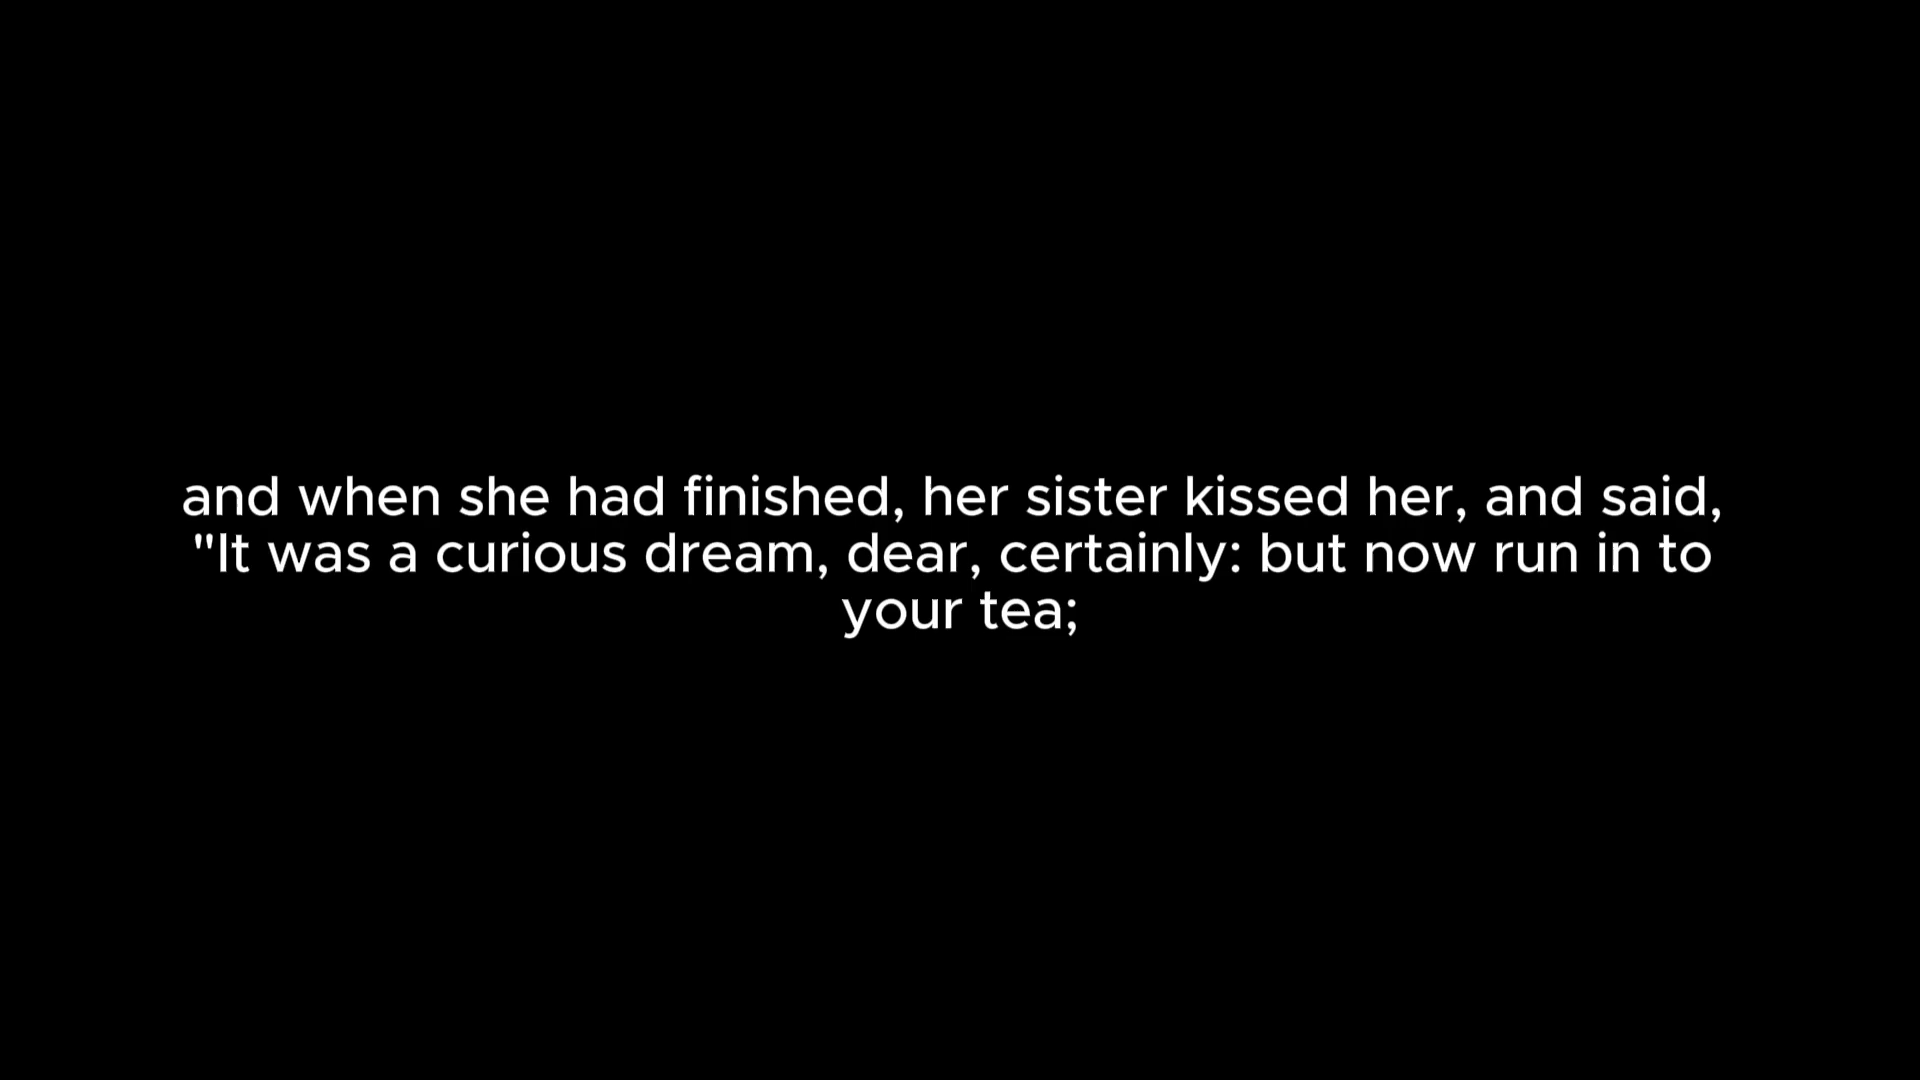 and when she had finished, her sister kissed her, and said,
"It was a curious dream, dear, certainly: but now run in to
your tea;